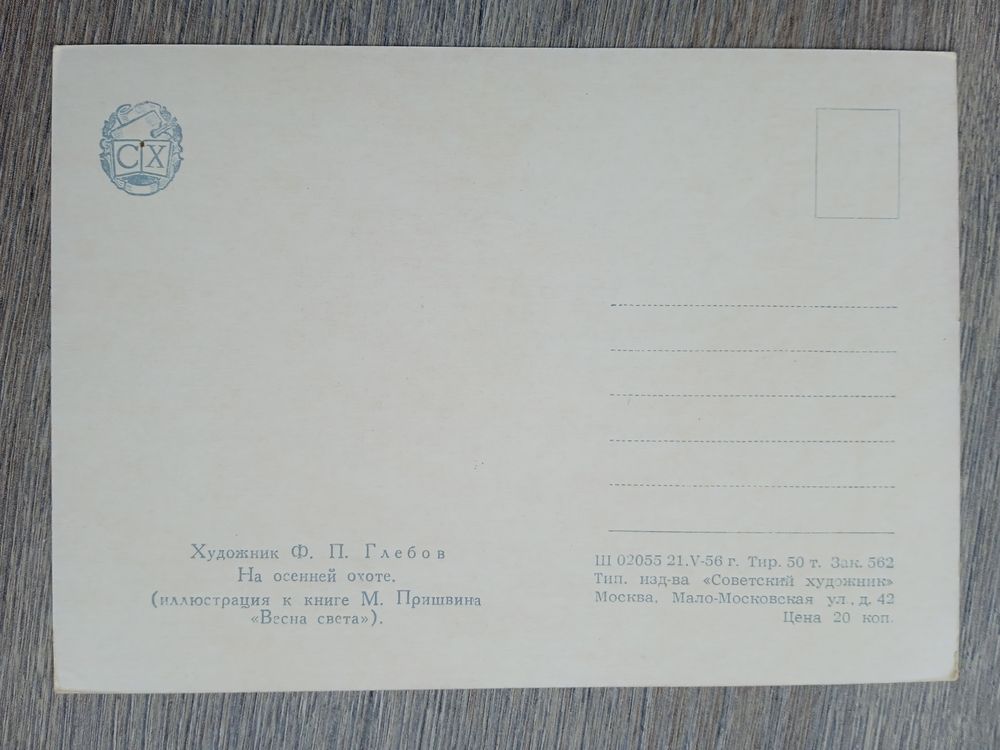 СХ
Художник Ф. П. Глебов
На осенней охоте.
(иллюстрация к книге М. Пришвина
«Весна света»).
Ш 02055 21.V-56 г. Тир. 50 т. Зак. 562
Тип. изд-ва «Советский художник»
Москва, Мало-Московская ул., д. 42
Цена 20 коп.